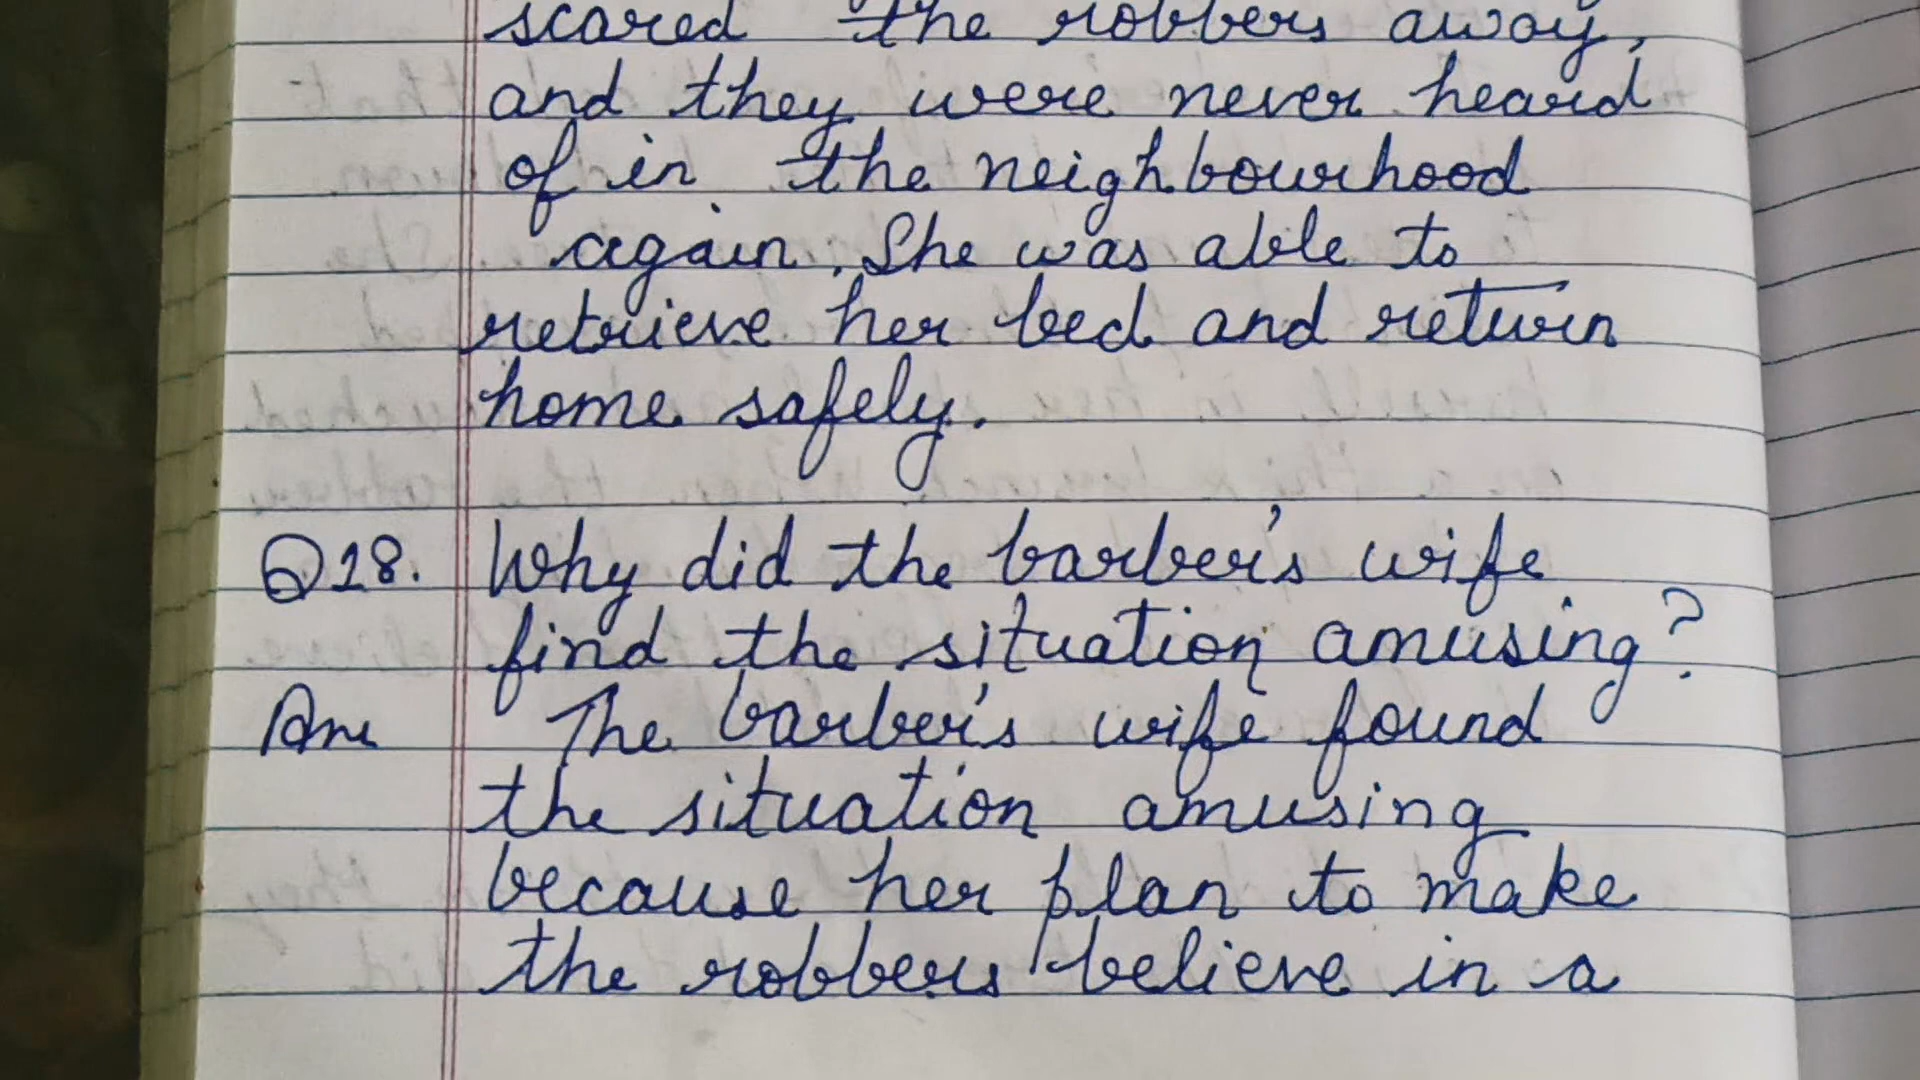 scared the robbers away,
and they were never heard
of in the neighbourhood
again. She was able to
retrieve her bed and return
home safely.
Q18. Why did the barber's wife
find the situation amusing?
Ans The barber's wife found
the situation amusing
because her plan to make
the robbers believe in a